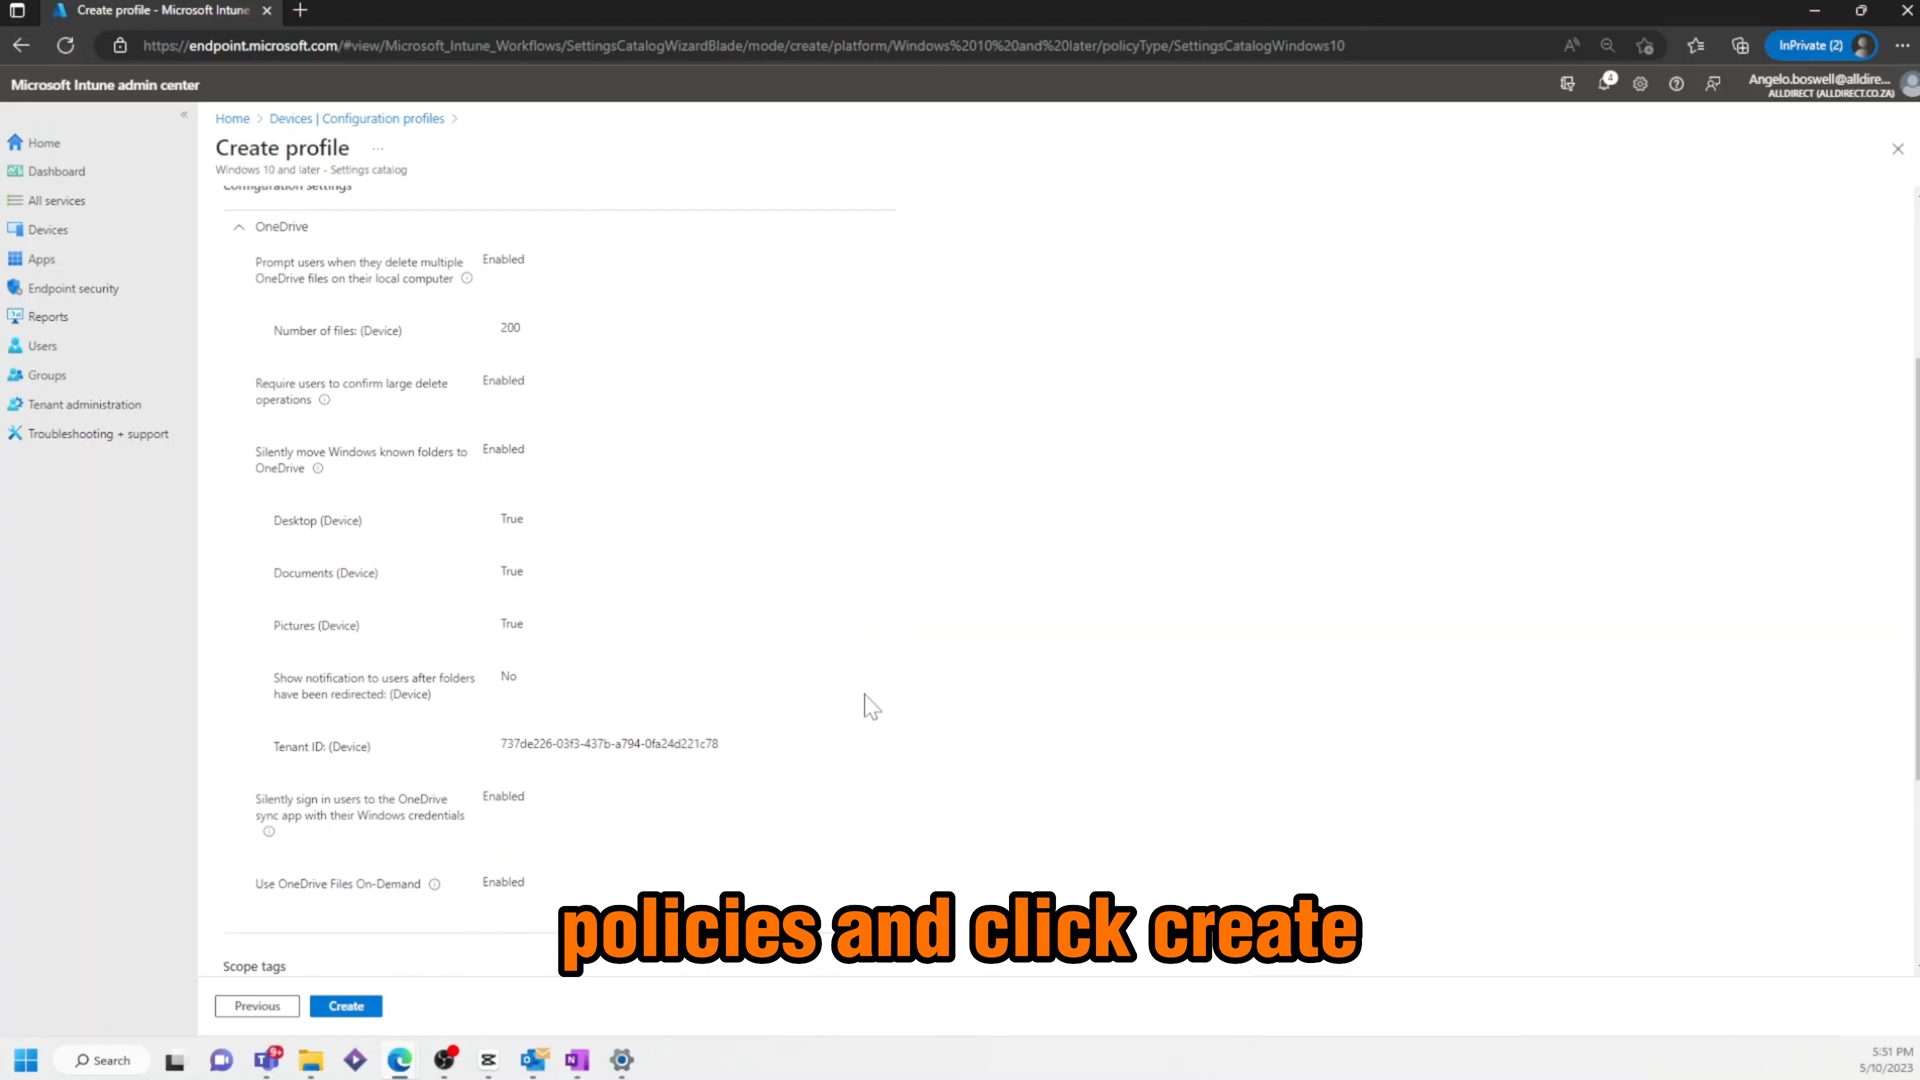 Create profile - Microsoft Intune
https://endpoint.microsoft.com/#view/Microsoft_Intune_Workflows/SettingsCatalogWizardBlade/mode/create/platform/Windows%2010%20and%20later/policyType/SettingsCatalogWindows10
InPrivate (2)
Microsoft Intune admin center
4
Angelo.boswell@alldire...
ALLDIRECT (ALLDIRECT.CO.ZA)
Home
Dashboard
All services
Devices
Apps
Endpoint security
Reports
Users
Groups
Tenant administration
Troubleshooting + support
Home > Devices | Configuration profiles >
Create profile ...
Windows 10 and later - Settings catalog
Configuration settings
OneDrive
Prompt users when they delete multiple Enabled
OneDrive files on their local computer
Number of files: (Device) 200
Require users to confirm large delete Enabled
operations
Silently move Windows known folders to Enabled
OneDrive
Desktop (Device) True
Documents (Device) True
Pictures (Device) True
Show notification to users after folders No
have been redirected: (Device)
Tenant ID: (Device) 737de226-03f3-437b-a794-0fa24d221c78
Silently sign in users to the OneDrive Enabled
sync app with their Windows credentials
Use OneDrive Files On-Demand Enabled
policies and click create
Scope tags
Previous Create
Search
9+
5:51 PM
5/10/2023